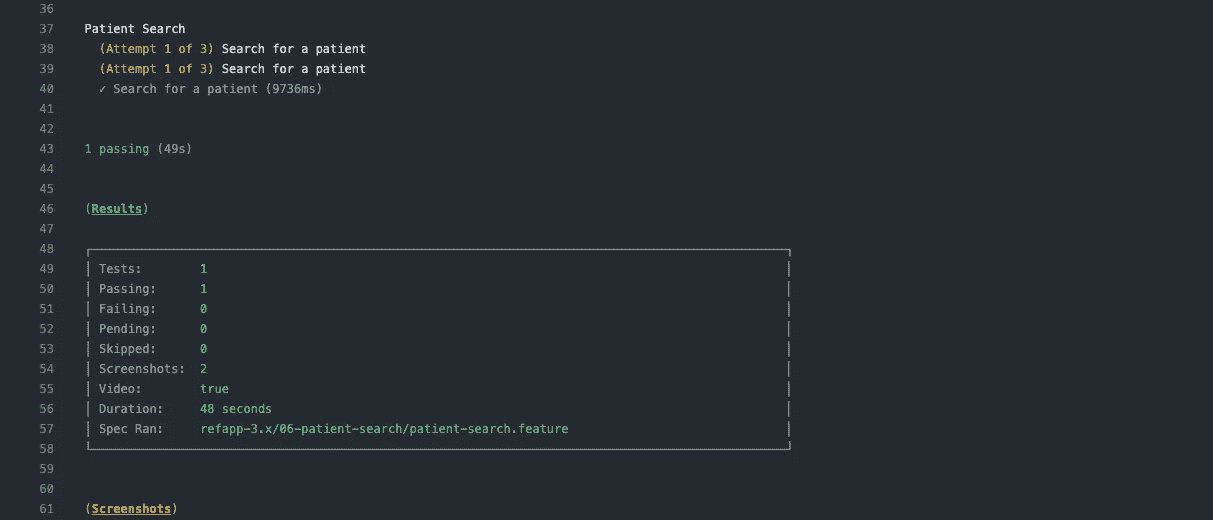 36
37 Patient Search
38 (Attempt 1 of 3) Search for a patient
39 (Attempt 1 of 3) Search for a patient
40 ✓ Search for a patient (9736ms)
41
42
43 1 passing (49s)
44
45
46 (Results)
47
48
49 Tests: 1
50 Passing: 1
51 Failing: 0
52 Pending: 0
53 Skipped: 0
54 Screenshots: 2
55 Video: true
56 Duration: 48 seconds
57 Spec Ran: refapp-3.x/06-patient-search/patient-search.feature
58
59
60
61 (Screenshots)